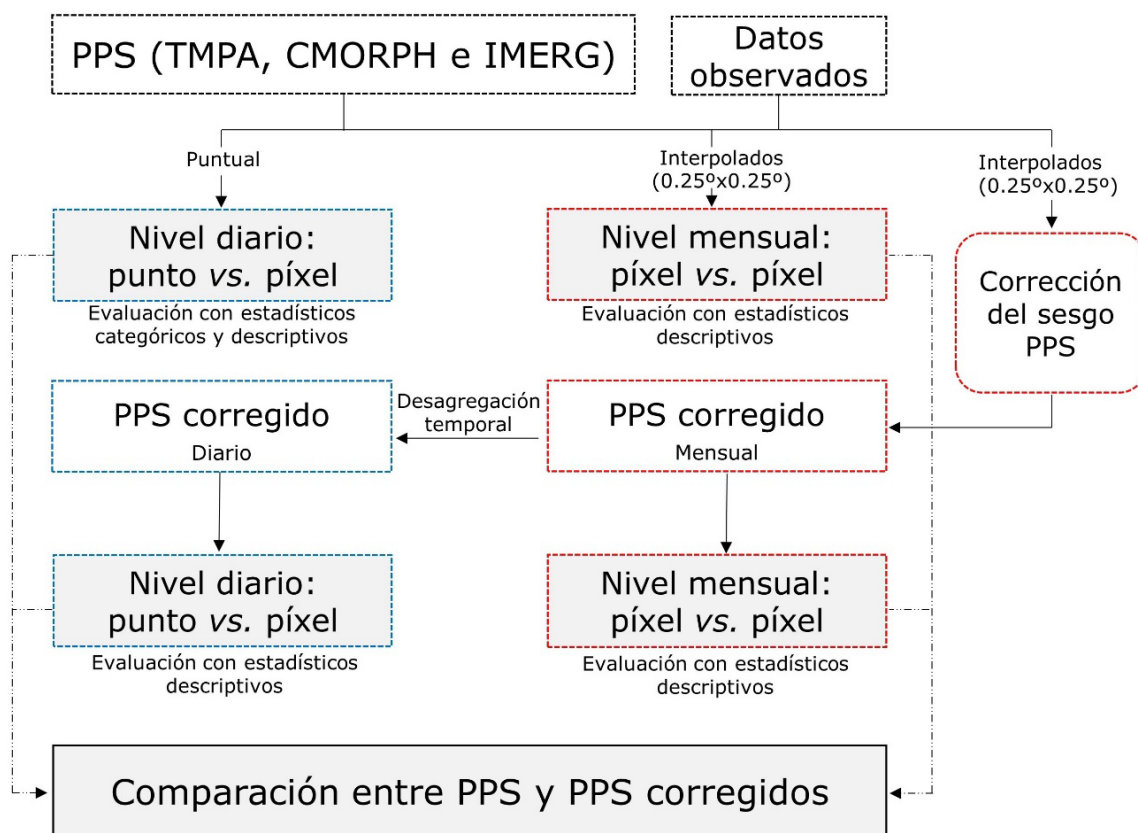 PPS (TMPA, CMORPH e IMERG)
Datos
observados
Puntual
Interpolados
(0.25ºx0.25º)
Interpolados
(0.25ºx0.25º)
Nivel diario:
punto vs. píxel
Evaluación con estadísticos
categóricos y descriptivos
Nivel mensual:
píxel vs. píxel
Evaluación con estadísticos
descriptivos
Corrección
del sesgo
PPS
PPS corregido
Diario
Desagregación
temporal
PPS corregido
Mensual
Nivel diario:
punto vs. píxel
Evaluación con estadísticos
descriptivos
Nivel mensual:
píxel vs. píxel
Evaluación con estadísticos
descriptivos
Comparación entre PPS y PPS corregidos